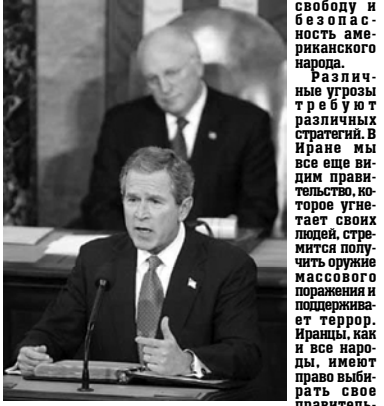 свободу и
безопас-
ность аме-
риканского
народа.
Различ-
ные угрозы
требуют
различных
стратегий. В
Иране мы
все еще ви-
дим прави-
тельство, ко-
торое угне-
тает своих
людей, стре-
мится полу-
чить оружие
массового
поражения и
поддержива-
ет террор.
Иранцы, как
и все наро-
ды, имеют
право выби-
рать свое
правитель-